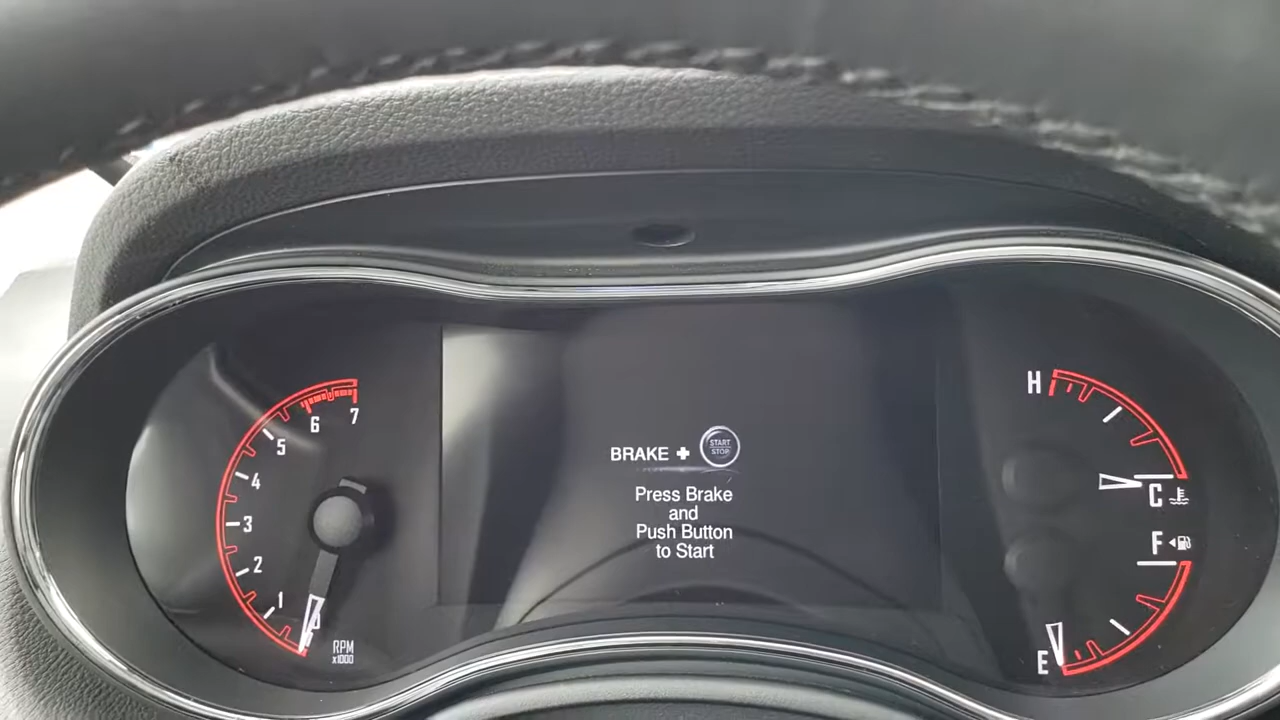 H
7
6
5
4
3
2
1
RPM
x1000
BRAKE + START STOP
Press Brake
and
Push Button
to Start
C
F
E